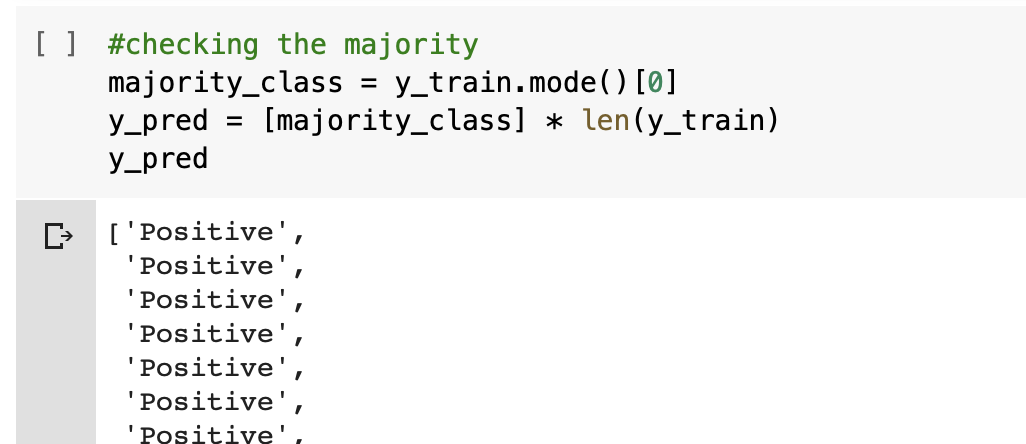 [ ] #checking the majority
majority_class = y_train.mode()[0]
y_pred = [majority_class] * len(y_train)
y_pred
['Positive',
'Positive',
'Positive',
'Positive',
'Positive',
'Positive',
'Positive',